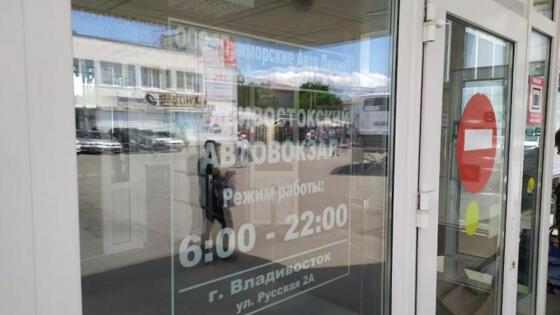 ООО Приморские Авто Линии
Владивостокский
АВТОВОКЗАЛ
Режим работы:
6:00 - 22:00
г. Владивосток
ул. Русская 2А